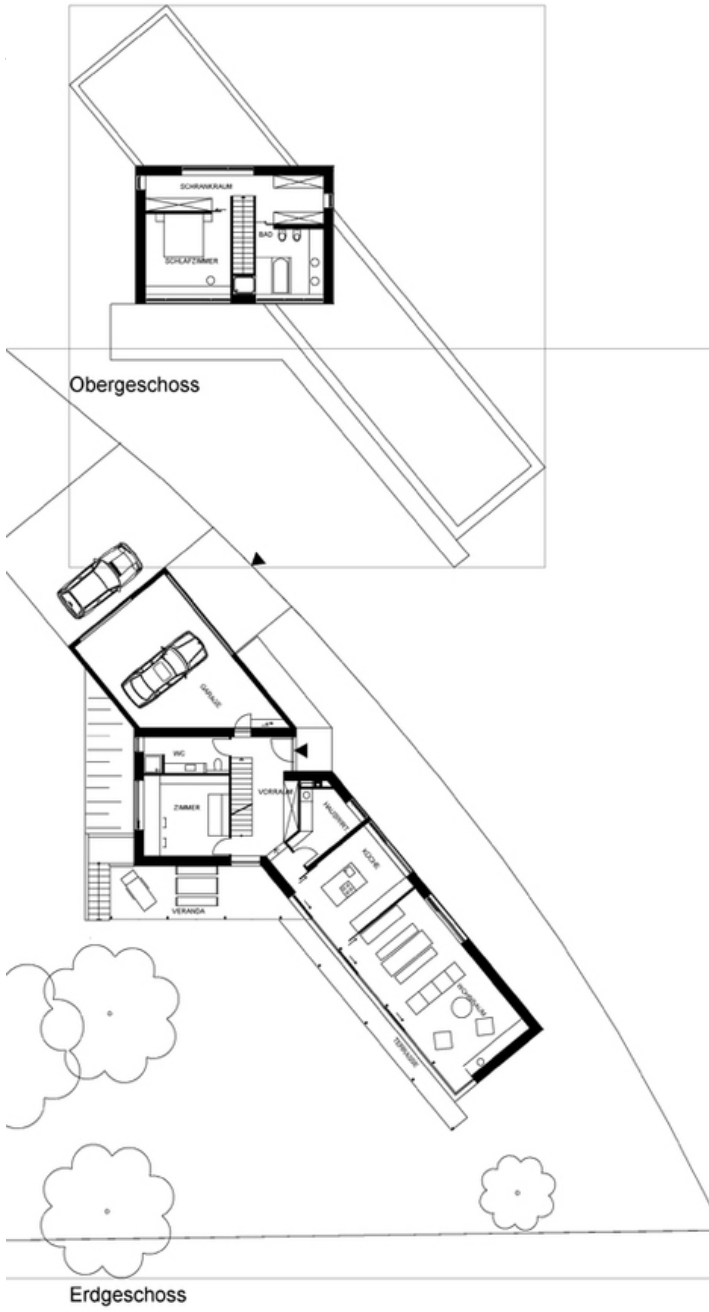 SCHRANKRAUM
BAD
SCHLAFZIMMER
Obergeschoss
GARAGE
WC
VORRAUM
ZIMMER
HAUSWIRT.
KÜCHE
VERANDA
WOHNRAUM
TERRASSE
Erdgeschoss